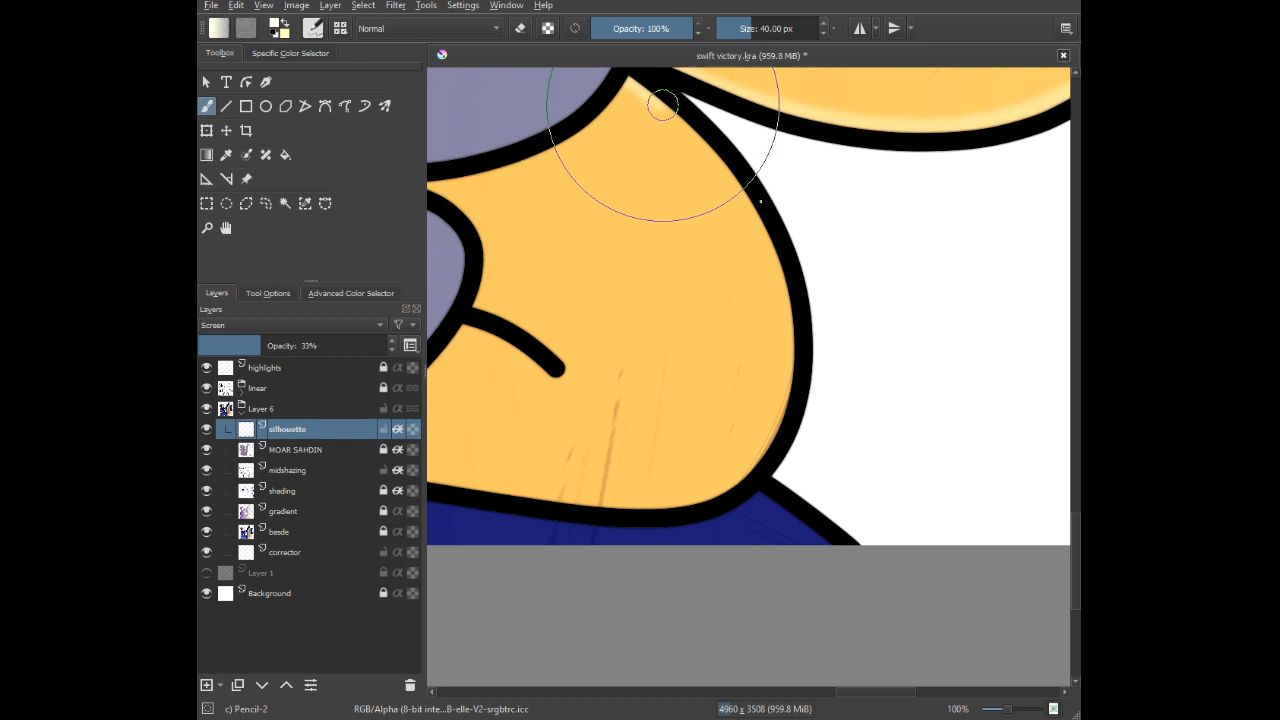 File Edit View Image Layer Select Filter Tools Settings Window Help
Normal Opacity: 100% Size: 40.00 px
Toolbox Specific Color Selector
swift victory.kra (959.8 MiB) *
Layers Tool Options Advanced Color Selector
Layers
Screen
Opacity: 33%
highlights
linear
Layer 6
silhouette
MOAR SAHDIN
midshazing
shading
gradient
basde
corrector
Layer 1
Background
c) Pencil-2 RGB/Alpha (8-bit inte...B-elle-V2-srgbtrc.icc 4960 x 3508 (959.8 MiB) 100%